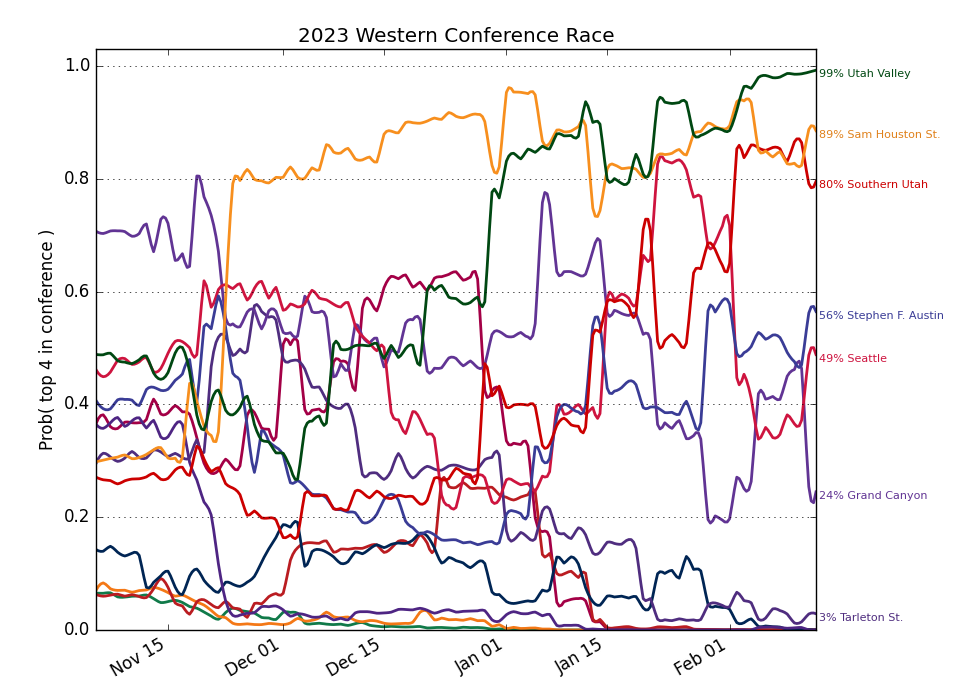 2023 Western Conference Race
Prob( top 4 in conference )
1.0
0.8
0.6
0.4
0.2
0.0
Nov 15
Dec 01
Dec 15
Jan 01
Jan 15
Feb 01
99% Utah Valley
89% Sam Houston St.
80% Southern Utah
56% Stephen F. Austin
49% Seattle
24% Grand Canyon
3% Tarleton St.